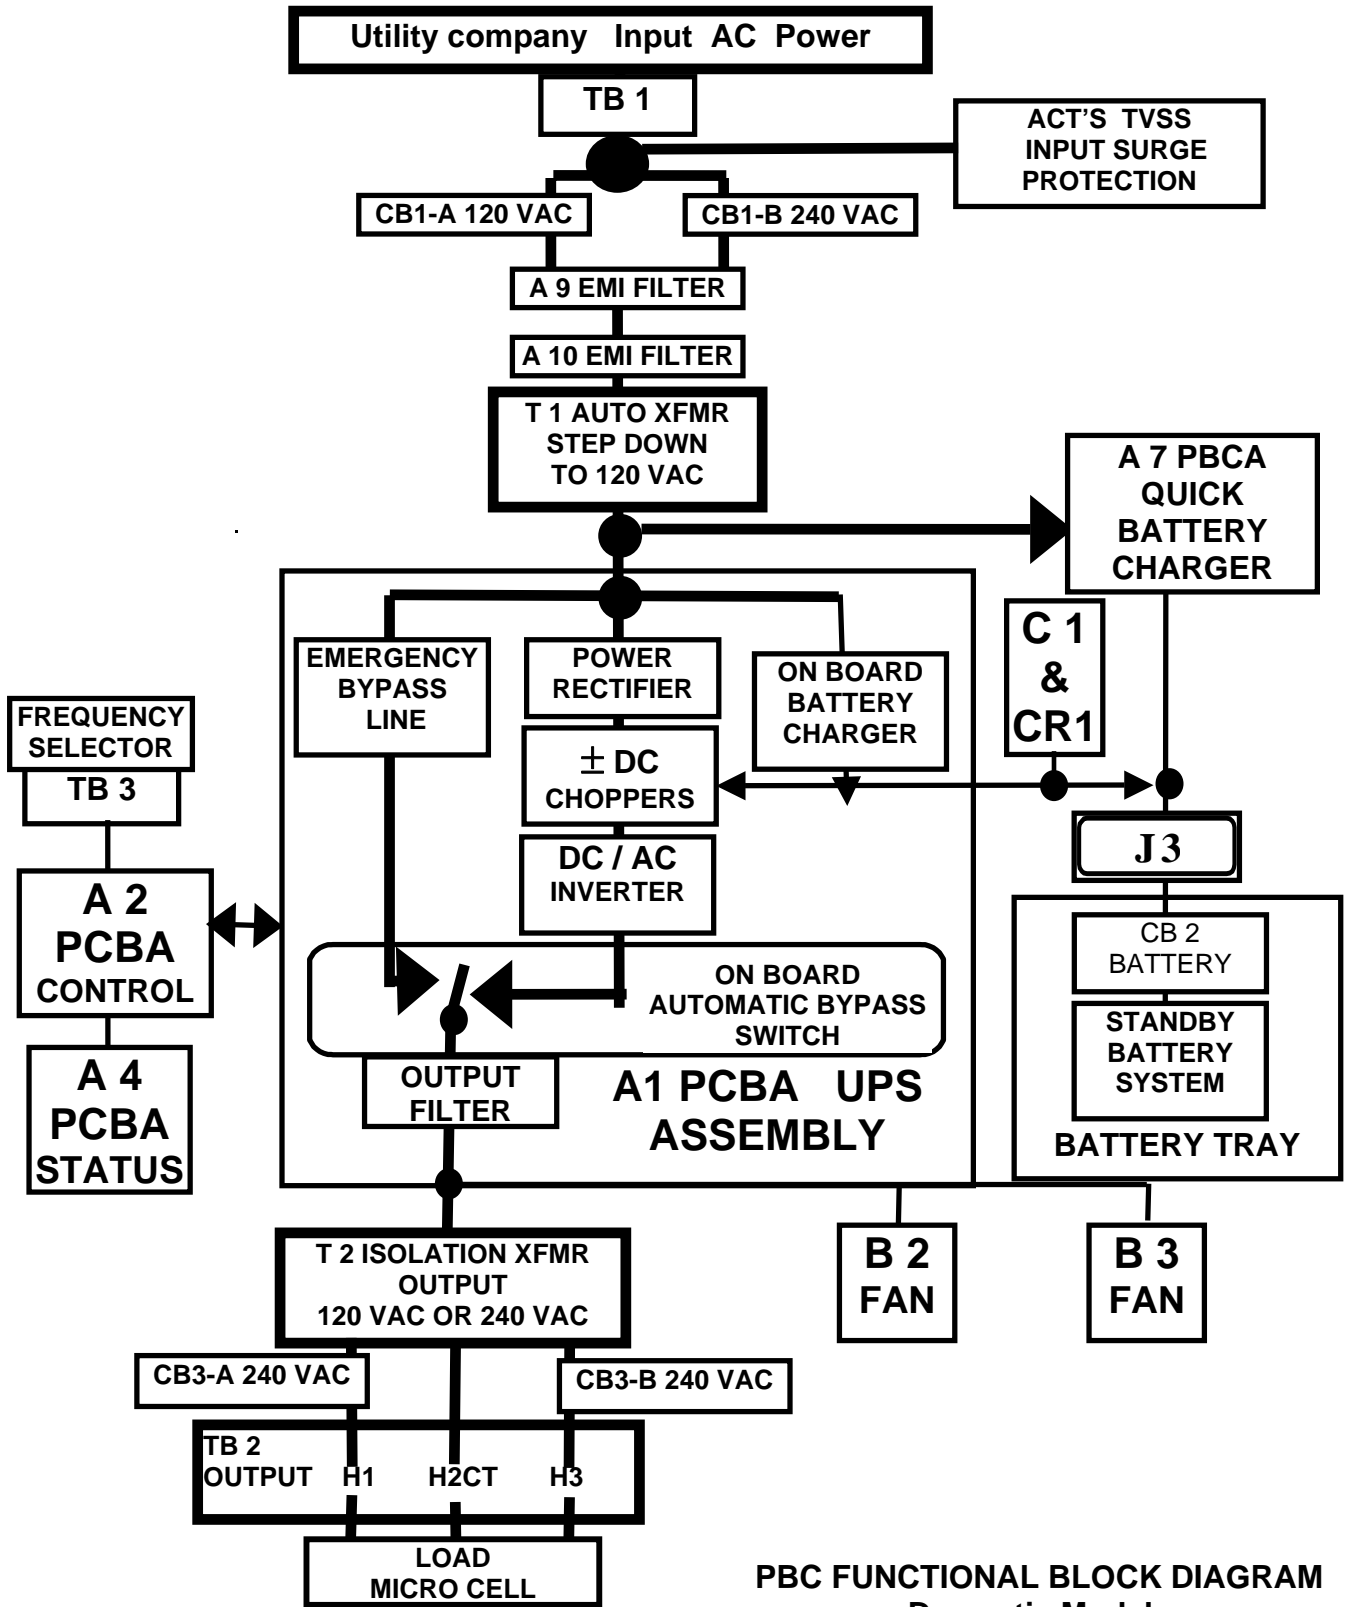 Utility company Input AC Power
TB 1
ACT'S TVSS
INPUT SURGE
PROTECTION
CB1-A 120 VAC
CB1-B 240 VAC
A 9 EMI FILTER
A 10 EMI FILTER
T 1 AUTO XFMR
STEP DOWN
TO 120 VAC
A 7 PBCA
QUICK
BATTERY
CHARGER
EMERGENCY
BYPASS
LINE
POWER
RECTIFIER
ON BOARD
BATTERY
CHARGER
C 1
&
CR1
FREQUENCY
SELECTOR
TB 3
± DC
CHOPPERS
J3
DC / AC
INVERTER
A 2
PCBA
CONTROL
CB 2
BATTERY
ON BOARD
AUTOMATIC BYPASS
SWITCH
STANDBY
BATTERY
SYSTEM
BATTERY TRAY
A 4
PCBA
STATUS
OUTPUT
FILTER
A1 PCBA UPS
ASSEMBLY
T 2 ISOLATION XFMR
OUTPUT
120 VAC OR 240 VAC
B 2
FAN
B 3
FAN
CB3-A 240 VAC
CB3-B 240 VAC
TB 2
OUTPUT H1 H2CT H3
LOAD
MICRO CELL
PBC FUNCTIONAL BLOCK DIAGRAM